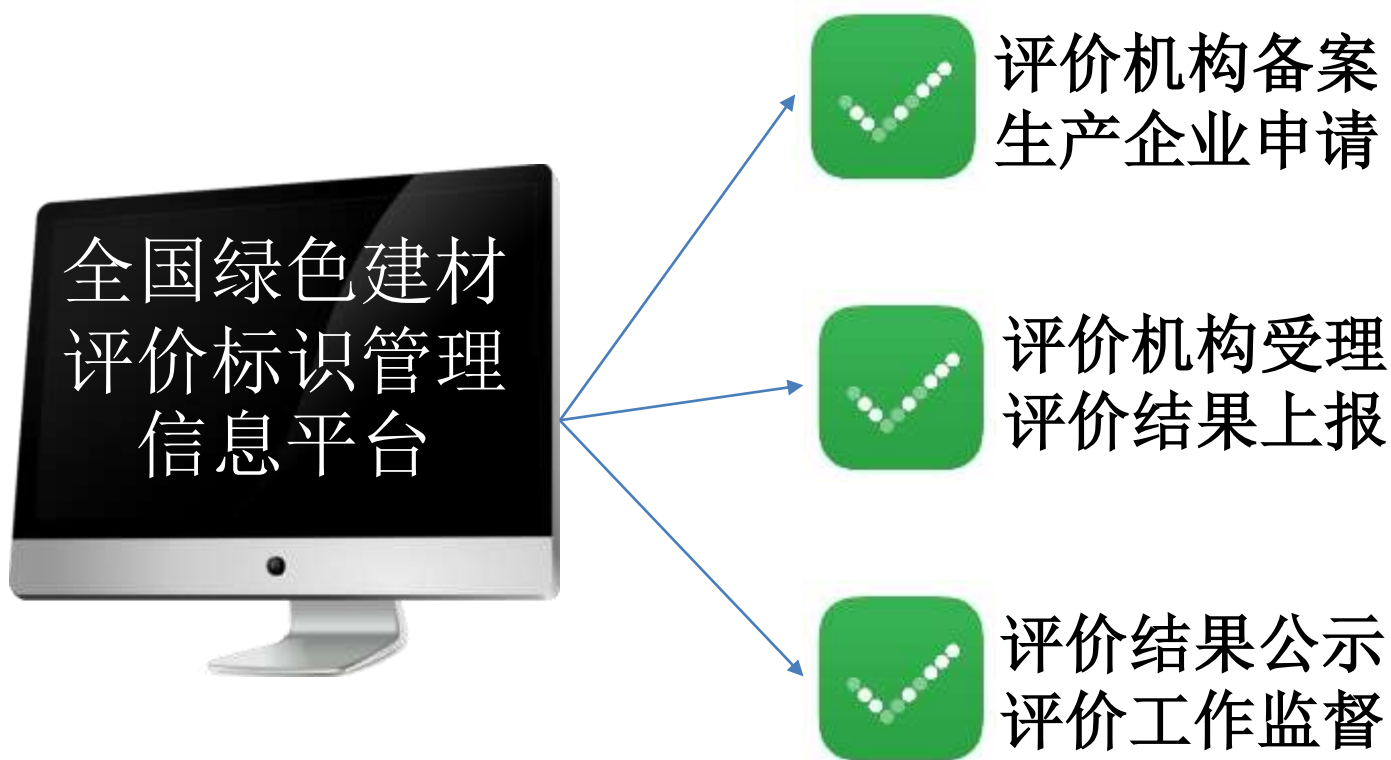 全国绿色建材
评价标识管理
信息平台
评价机构备案
生产企业申请
评价机构受理
评价结果上报
评价结果公示
评价工作监督